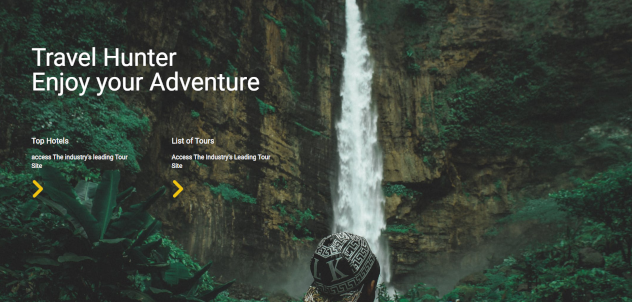 Travel Hunter
Enjoy your Adventure
Top Hotels
List of Tours
access The industry's leading Tour
Site
Access The Industry's Leading Tour
Site
LK